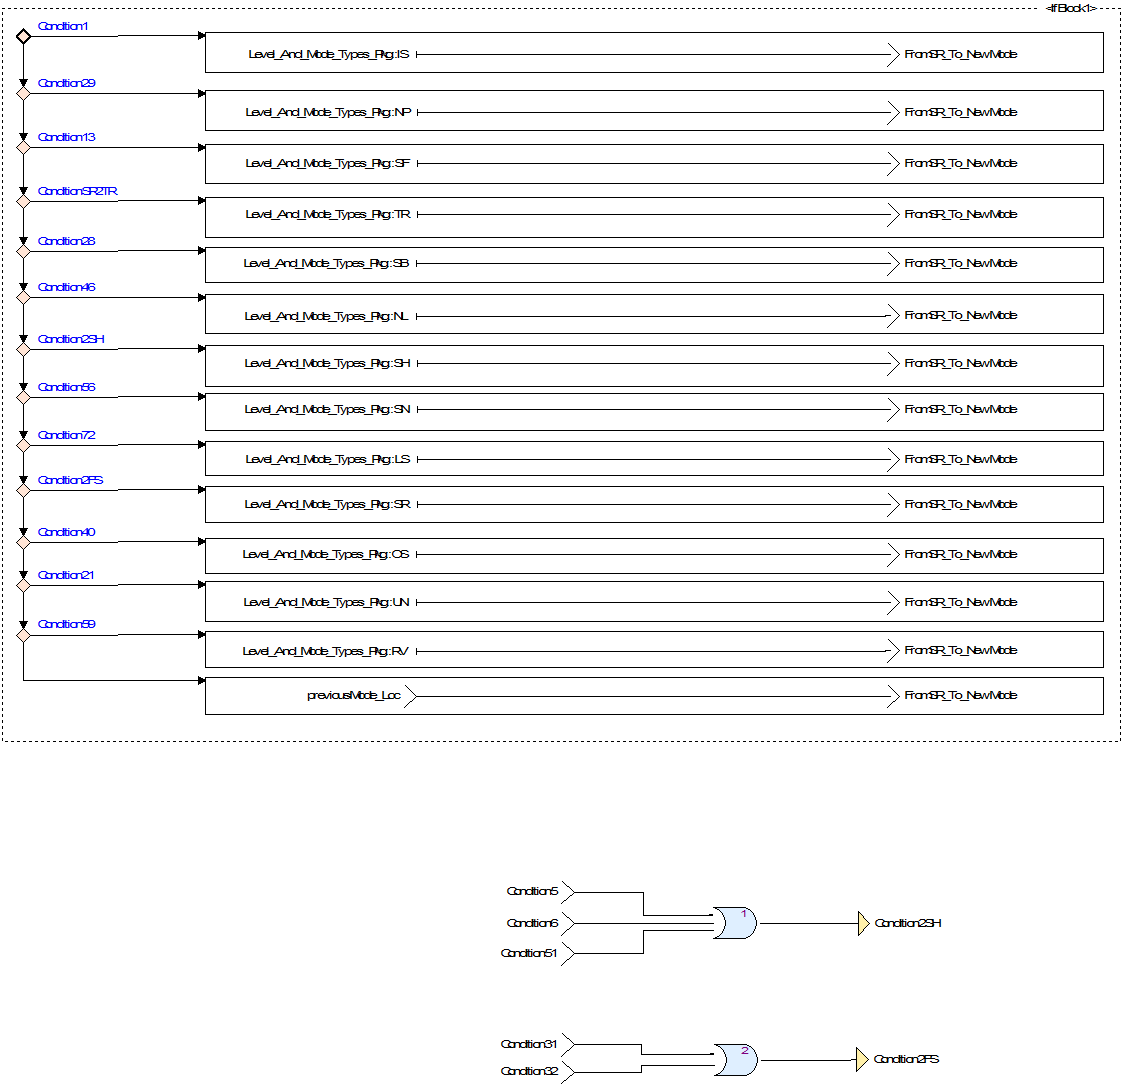 <IfBlock1>
Condition1
Level_And_Mode_Types_Pkg::IS
FromSR_To_NewMode
Condition29
Level_And_Mode_Types_Pkg::NP
FromSR_To_NewMode
Condition13
Level_And_Mode_Types_Pkg::SF
FromSR_To_NewMode
ConditionSR2TR
Level_And_Mode_Types_Pkg::TR
FromSR_To_NewMode
Condition28
Level_And_Mode_Types_Pkg::SB
FromSR_To_NewMode
Condition46
Level_And_Mode_Types_Pkg::NL
FromSR_To_NewMode
Condition2SH
Level_And_Mode_Types_Pkg::SH
FromSR_To_NewMode
Condition56
Level_And_Mode_Types_Pkg::SN
FromSR_To_NewMode
Condition72
Level_And_Mode_Types_Pkg::LS
FromSR_To_NewMode
Condition2FS
Level_And_Mode_Types_Pkg::SR
FromSR_To_NewMode
Condition40
Level_And_Mode_Types_Pkg::OS
FromSR_To_NewMode
Condition21
Level_And_Mode_Types_Pkg::UN
FromSR_To_NewMode
Condition59
Level_And_Mode_Types_Pkg::RV
FromSR_To_NewMode
previousMode_Loc
FromSR_To_NewMode
Condition5
Condition6
Condition51
1
Condition2SH
Condition31
Condition32
2
Condition2FS